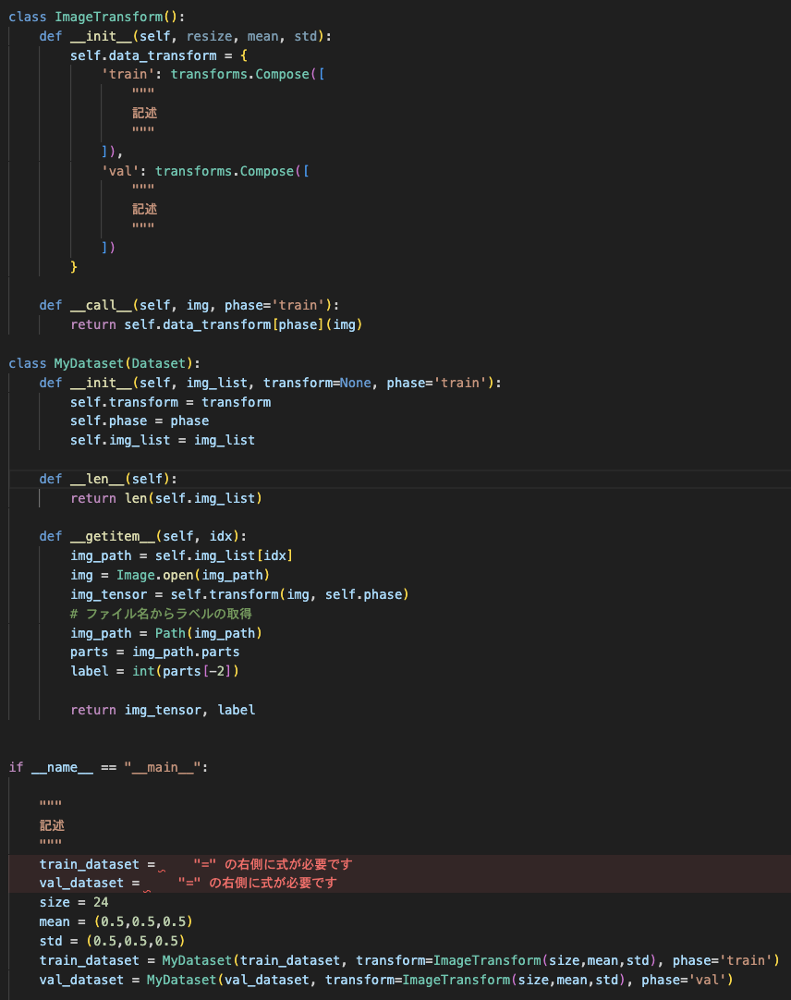 class ImageTransform():
    def __init__(self, resize, mean, std):
        self.data_transform = {
            'train': transforms.Compose([
                """
                記述
                """
            ]),
            'val': transforms.Compose([
                """
                記述
                """
            ])
        }

    def __call__(self, img, phase='train'):
        return self.data_transform[phase](img)

class MyDataset(Dataset):
    def __init__(self, img_list, transform=None, phase='train'):
        self.transform = transform
        self.phase = phase
        self.img_list = img_list

    def __len__(self):
        return len(self.img_list)

    def __getitem__(self, idx):
        img_path = self.img_list[idx]
        img = Image.open(img_path)
        img_tensor = self.transform(img, self.phase)
        # ファイル名からラベルの取得
        img_path = Path(img_path)
        parts = img_path.parts
        label = int(parts[-2])

        return img_tensor, label


if __name__ == "__main__":

    """
    記述
    """
    train_dataset =     "=" の右側に式が必要です
    val_dataset =     "=" の右側に式が必要です
    size = 24
    mean = (0.5,0.5,0.5)
    std = (0.5,0.5,0.5)
    train_dataset = MyDataset(train_dataset, transform=ImageTransform(size,mean,std), phase='train')
    val_dataset = MyDataset(val_dataset, transform=ImageTransform(size,mean,std), phase='val')